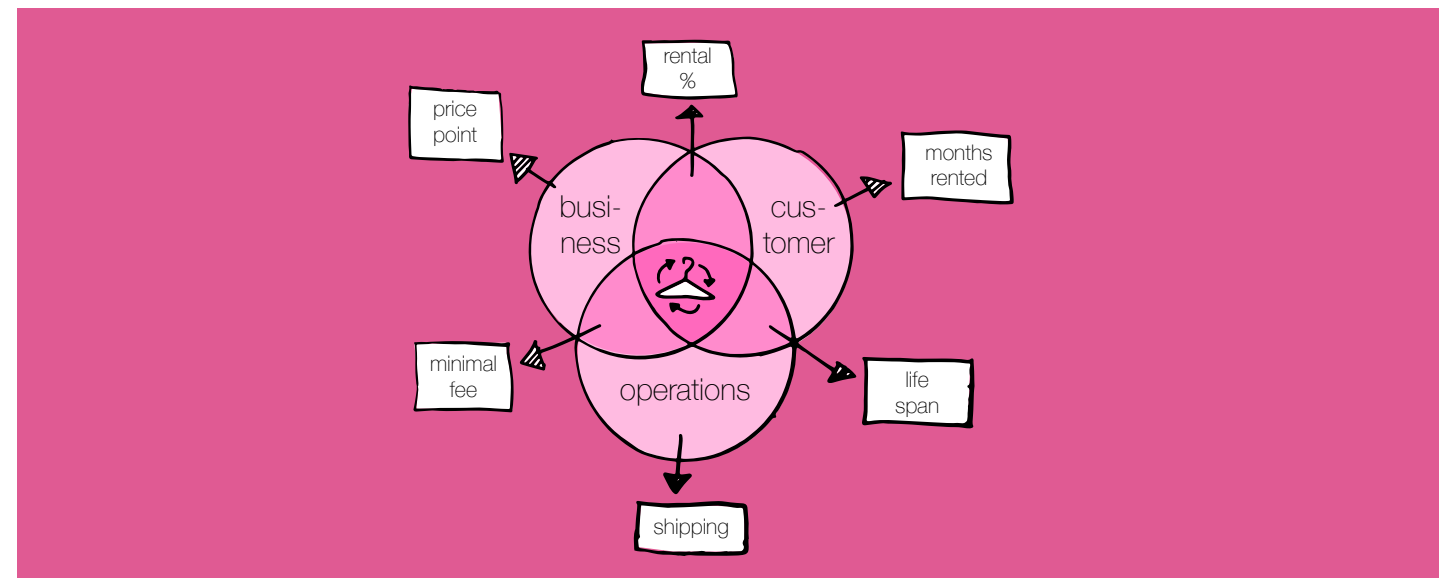 rental
%
price
point
months
rented
busi-
ness
cus-
tomer
minimal
fee
operations
life
span
shipping